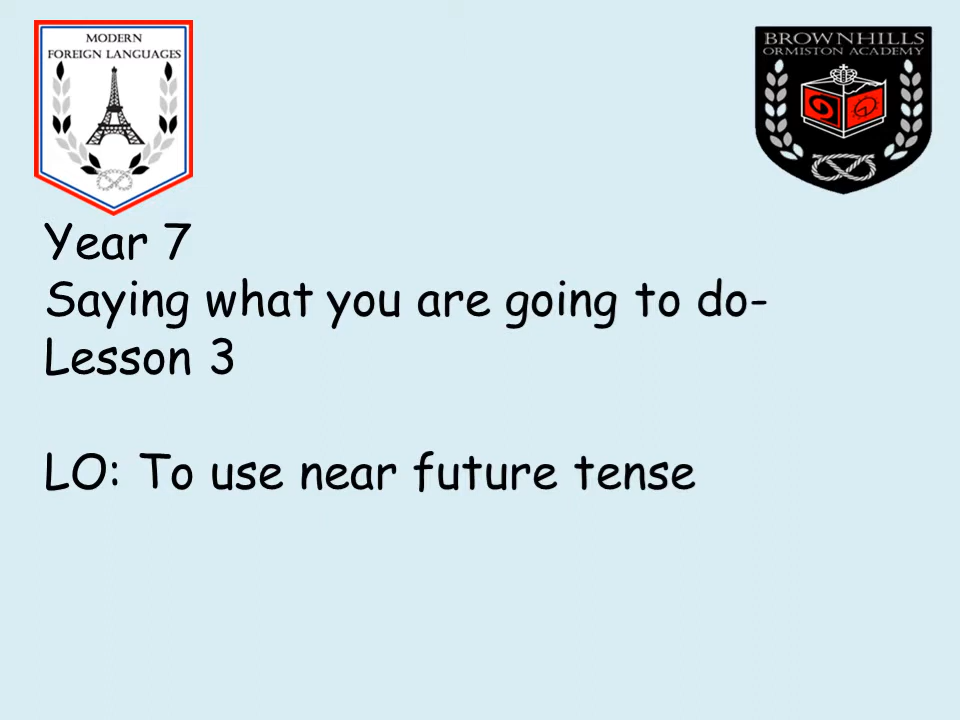 MODERN
FOREIGN LANGUAGES
BROWNHILLS
ORMISTON ACADEMY
Year 7
Saying what you are going to do-
Lesson 3
LO: To use near future tense